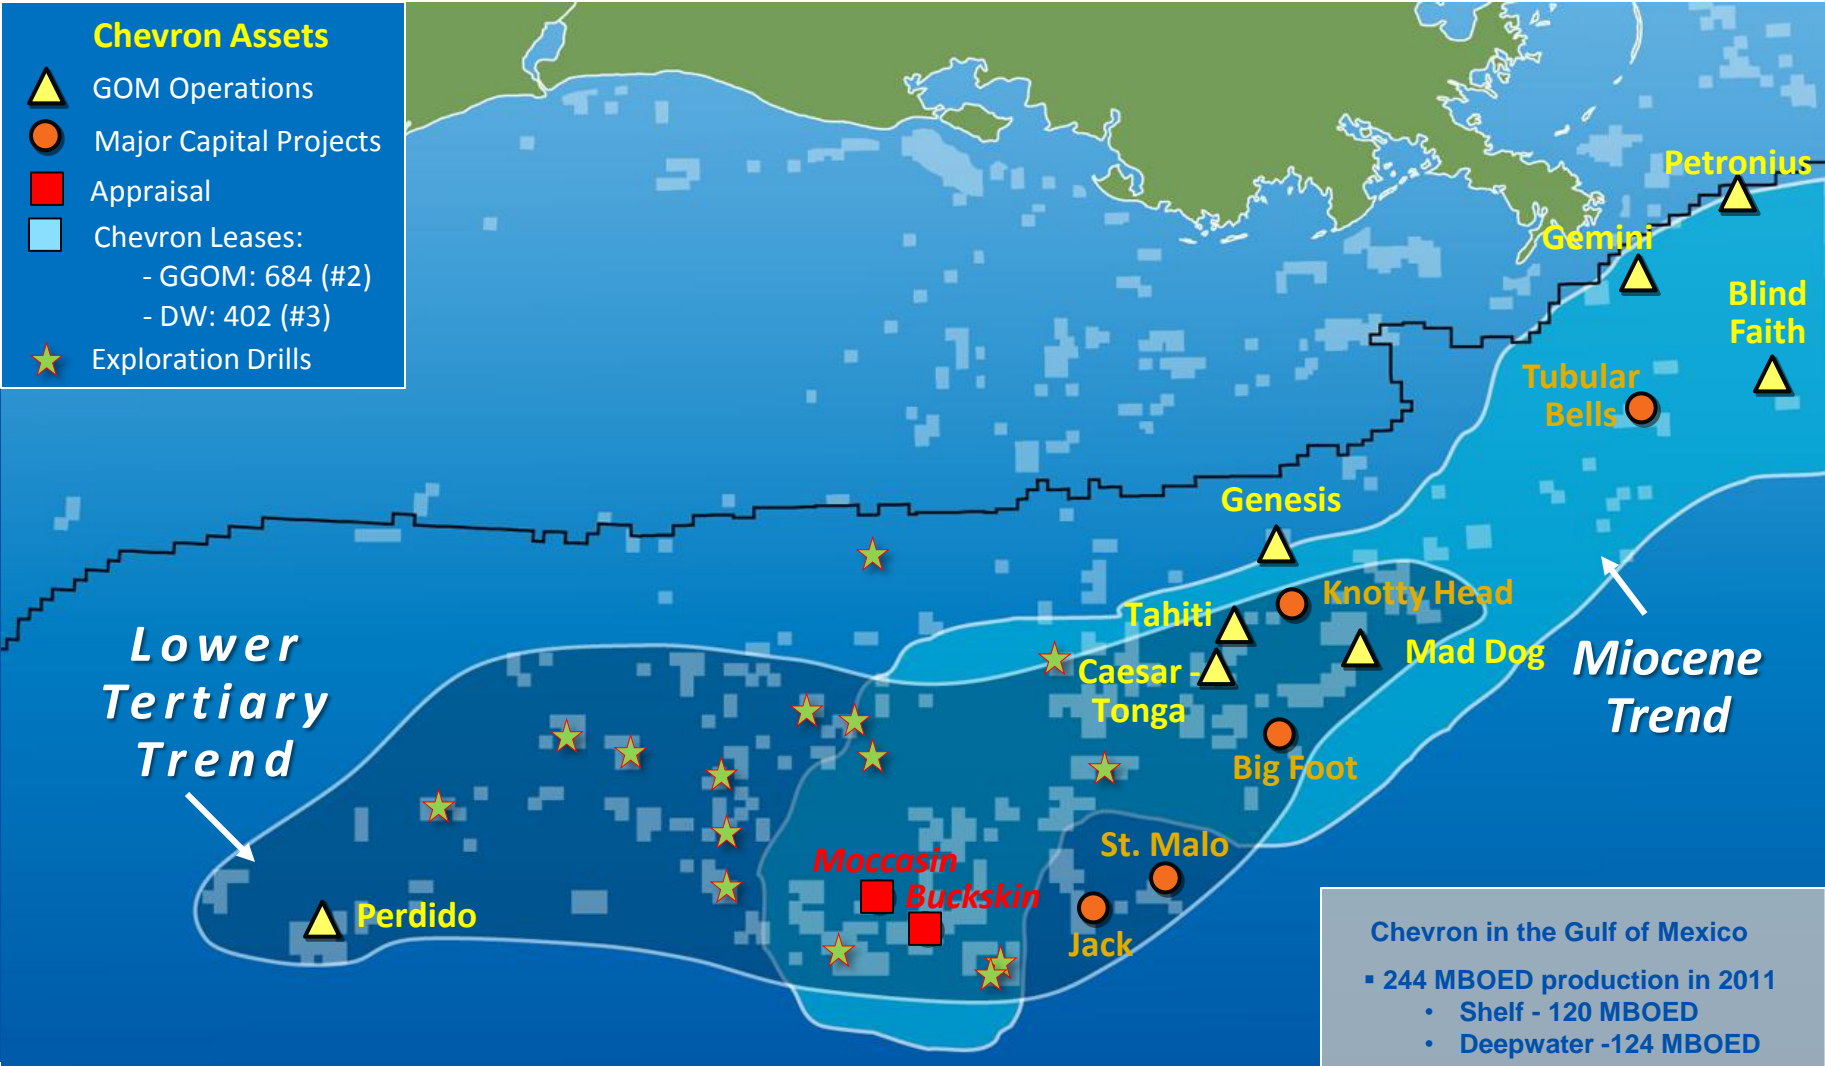 Chevron Assets
GOM Operations
Major Capital Projects
Appraisal
Chevron Leases:
- GGOM: 684 (#2)
- DW: 402 (#3)
Exploration Drills
Petronius
Gemini
Blind
Faith
Tubular
Bells
Genesis
Knotty Head
Tahiti
Mad Dog
Caesar -
Tonga
Big Foot
Miocene
Trend
Lower
Tertiary
Trend
St. Malo
Moccasin
Buckskin
Perdido
Jack
Chevron in the Gulf of Mexico
▪ 244 MBOED production in 2011
• Shelf - 120 MBOED
• Deepwater -124 MBOED